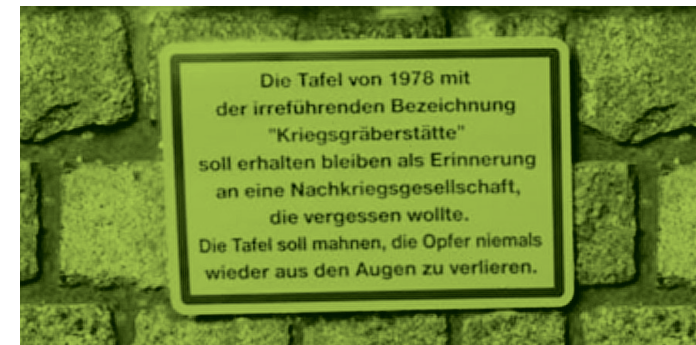 Die Tafel von 1978 mit
der irreführenden Bezeichnung
"Kriegsgräberstätte"
soll erhalten bleiben als Erinnerung
an eine Nachkriegsgesellschaft,
die vergessen wollte.
Die Tafel soll mahnen, die Opfer niemals
wieder aus den Augen zu verlieren.